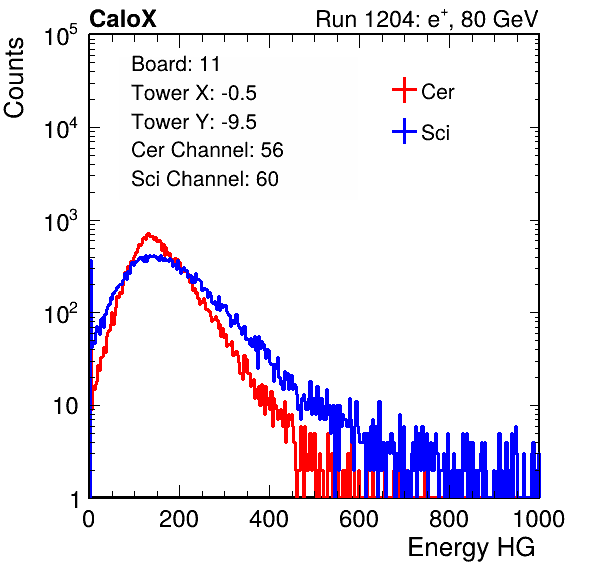 CaloX
Run 1204: e+, 80 GeV
Counts
Board: 11
Tower X: -0.5
Tower Y: -9.5
Cer Channel: 56
Sci Channel: 60
Cer
Sci
10^5
10^4
10^3
10^2
10
1
0 200 400 600 800 1000
Energy HG